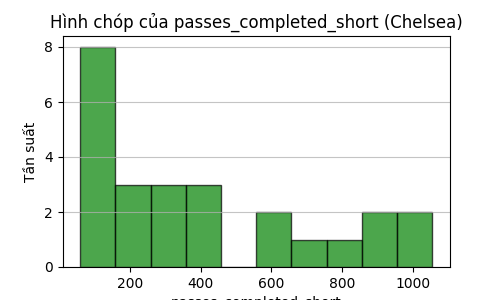 Hình chóp của passes_completed_short (Chelsea)
Tần suất
8
6
4
2
0
200 400 600 800 1000
passes_completed_short